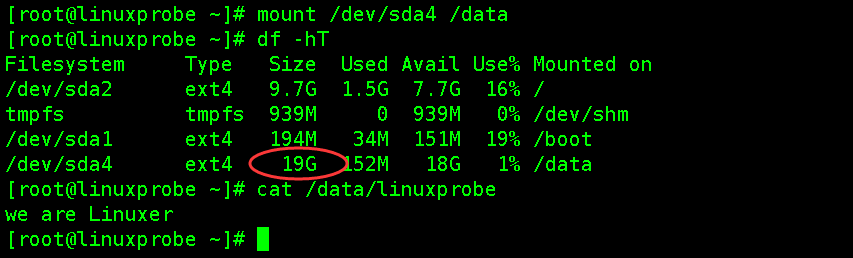 [root@linuxprobe ~]# mount /dev/sda4 /data
[root@linuxprobe ~]# df -hT
Filesystem     Type   Size  Used Avail Use% Mounted on
/dev/sda2      ext4   9.7G  1.5G  7.7G  16% /
tmpfs          tmpfs  939M     0  939M   0% /dev/shm
/dev/sda1      ext4   194M   34M  151M  19% /boot
/dev/sda4      ext4    19G  152M   18G   1% /data
[root@linuxprobe ~]# cat /data/linuxprobe
we are Linuxer
[root@linuxprobe ~]#